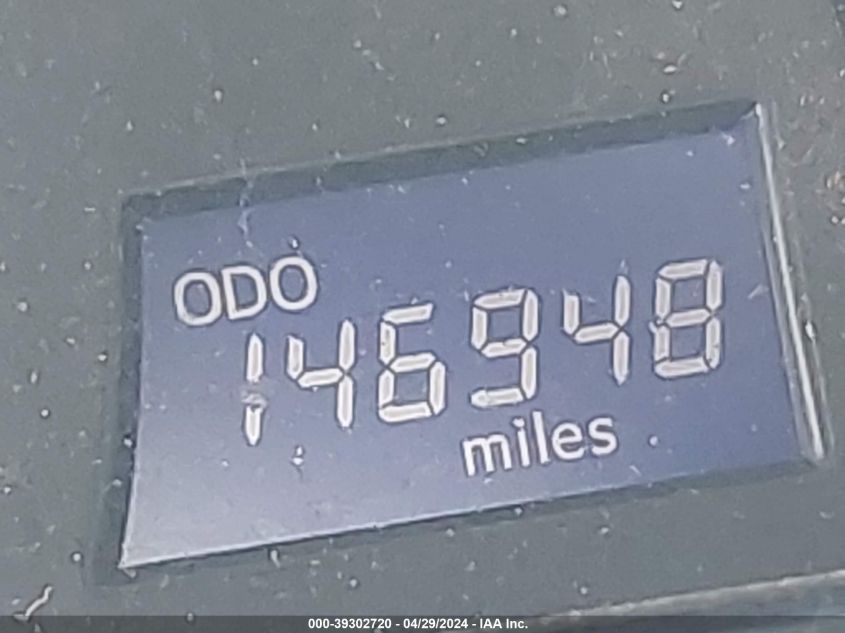 ODO
146948
miles
000-39302720 - 04/29/2024 - IAA Inc.